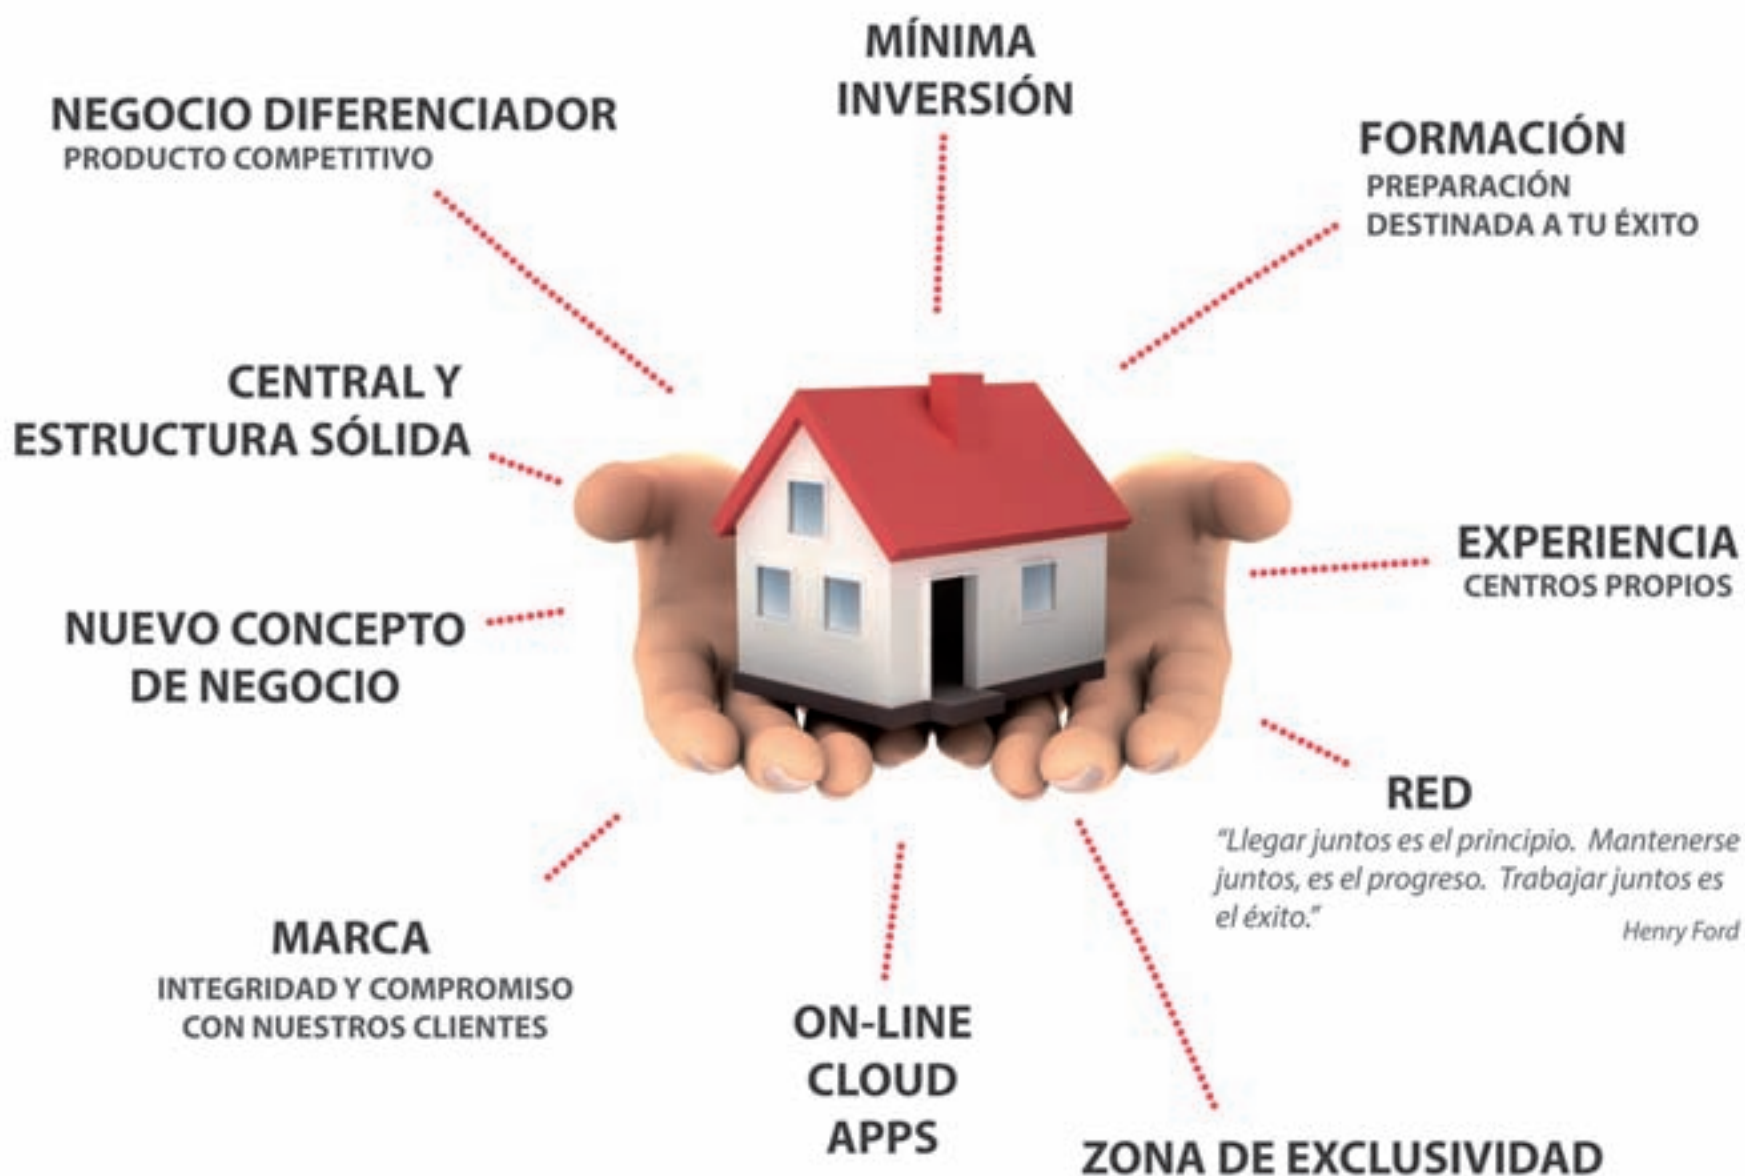 MÍNIMA
INVERSIÓN
NEGOCIO DIFERENCIADOR
PRODUCTO COMPETITIVO
FORMACIÓN
PREPARACIÓN
DESTINADA A TU ÉXITO
CENTRAL Y
ESTRUCTURA SÓLIDA
EXPERIENCIA
CENTROS PROPIOS
NUEVO CONCEPTO
DE NEGOCIO
RED
“Llegar juntos es el principio. Mantenerse
juntos, es el progreso. Trabajar juntos es
el éxito.”
Henry Ford
MARCA
INTEGRIDAD Y COMPROMISO
CON NUESTROS CLIENTES
ON-LINE
CLOUD
APPS
ZONA DE EXCLUSIVIDAD